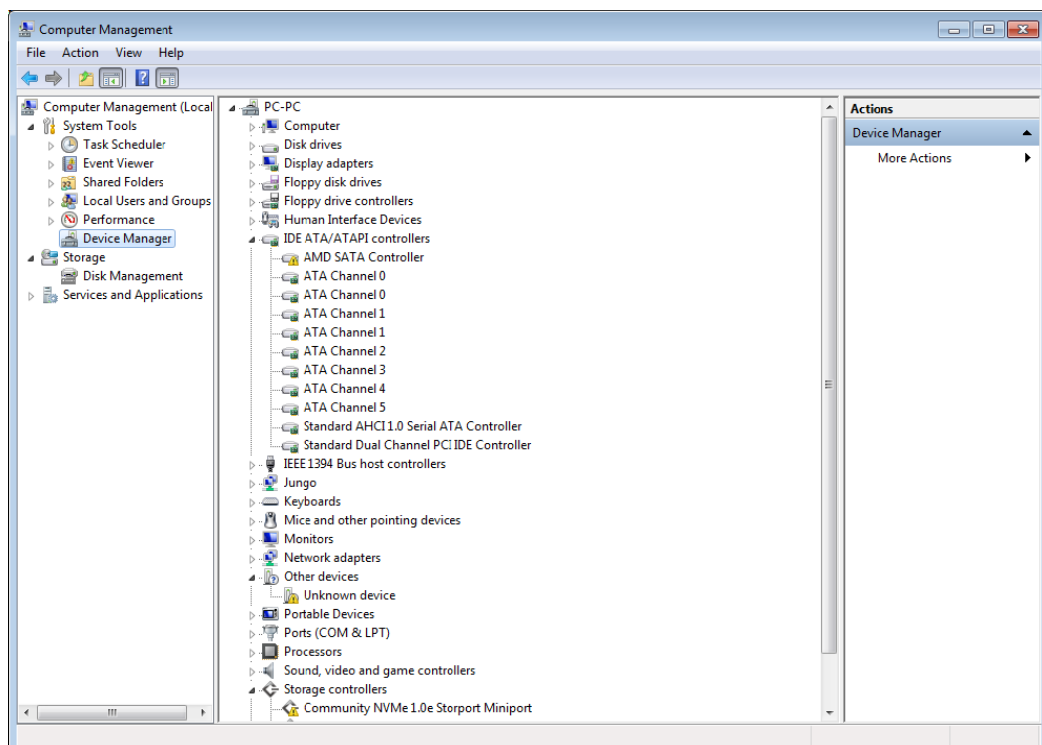 Computer Management
File Action View Help
Computer Management (Local
System Tools
Task Scheduler
Event Viewer
Shared Folders
Local Users and Groups
Performance
Device Manager
Storage
Disk Management
Services and Applications
PC-PC
Computer
Disk drives
Display adapters
Floppy disk drives
Floppy drive controllers
Human Interface Devices
IDE ATA/ATAPI controllers
AMD SATA Controller
ATA Channel 0
ATA Channel 0
ATA Channel 1
ATA Channel 1
ATA Channel 2
ATA Channel 3
ATA Channel 4
ATA Channel 5
Standard AHCI 1.0 Serial ATA Controller
Standard Dual Channel PCI IDE Controller
IEEE 1394 Bus host controllers
Jungo
Keyboards
Mice and other pointing devices
Monitors
Network adapters
Other devices
Unknown device
Portable Devices
Ports (COM & LPT)
Processors
Sound, video and game controllers
Storage controllers
Community NVMe 1.0e Storport Miniport
Actions
Device Manager
More Actions